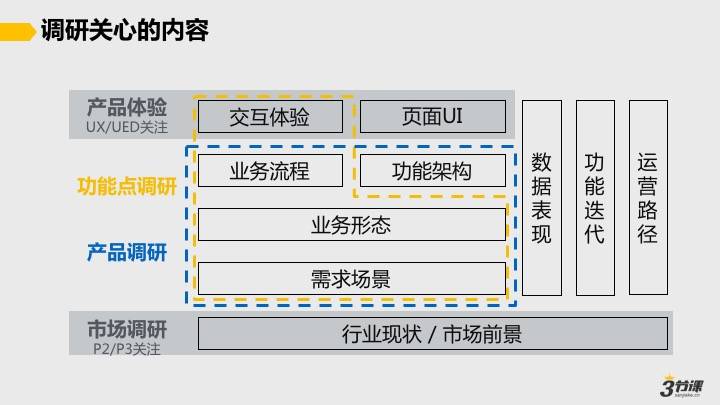 调研关心的内容
产品体验
UX/UED关注
交互体验
页面UI
功能点调研
业务流程
功能架构
业务形态
产品调研
需求场景
数据表现
功能迭代
运营路径
市场调研
P2/P3关注
行业现状 / 市场前景
3节课
sanjieke.cn